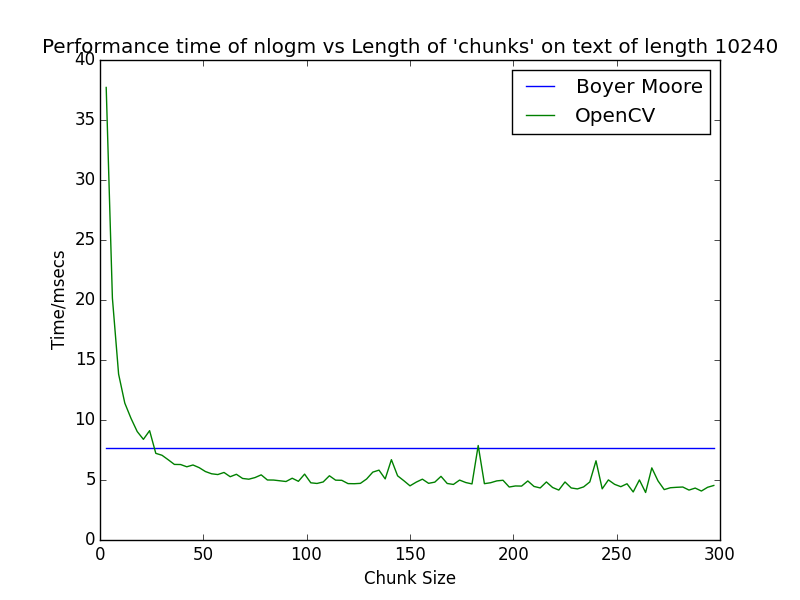 Performance time of nlogm vs Length of 'chunks' on text of length 10240
Boyer Moore
OpenCV
40
35
30
25
20
15
10
5
0
Time/msecs
0 50 100 150 200 250 300
Chunk Size